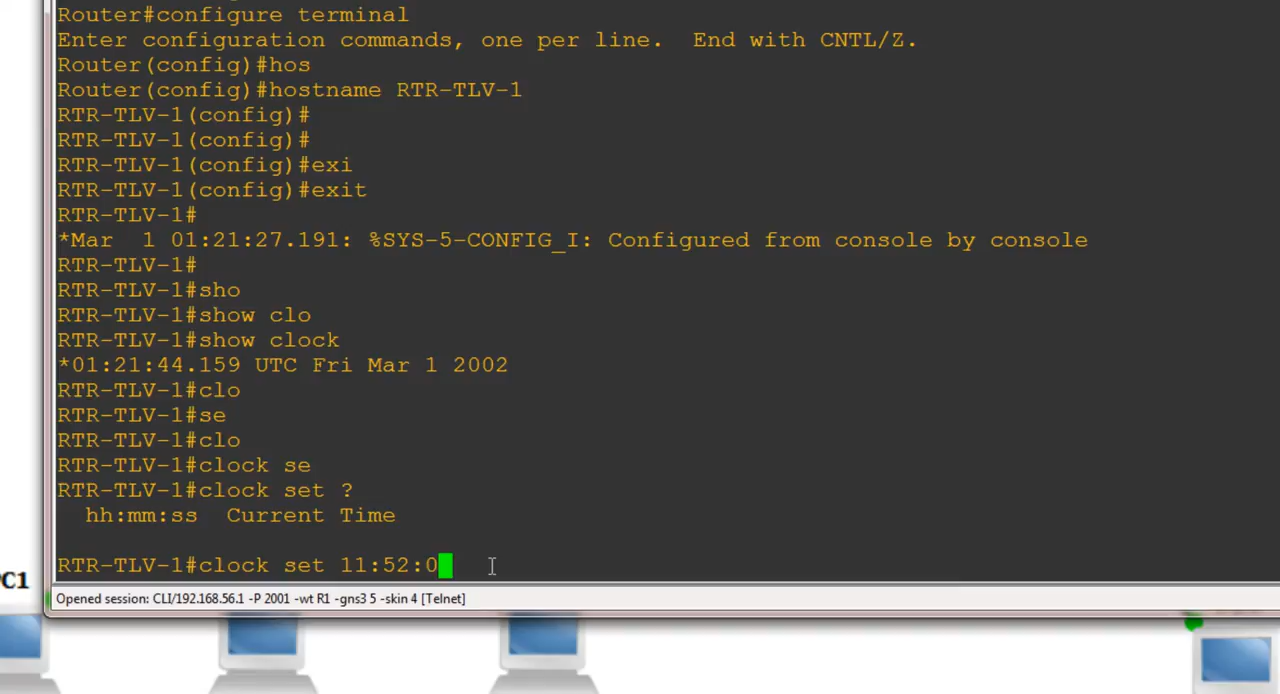 Router#configure terminal
Enter configuration commands, one per line.  End with CNTL/Z.
Router(config)#hos
Router(config)#hostname RTR-TLV-1
RTR-TLV-1(config)#
RTR-TLV-1(config)#
RTR-TLV-1(config)#exi
RTR-TLV-1(config)#exit
RTR-TLV-1#
*Mar  1 01:21:27.191: %SYS-5-CONFIG_I: Configured from console by console
RTR-TLV-1#
RTR-TLV-1#sho
RTR-TLV-1#show clo
RTR-TLV-1#show clock
*01:21:44.159 UTC Fri Mar 1 2002
RTR-TLV-1#clo
RTR-TLV-1#se
RTR-TLV-1#clo
RTR-TLV-1#clock se
RTR-TLV-1#clock set ?
  hh:mm:ss  Current Time
RTR-TLV-1#clock set 11:52:0
PC1
Opened session: CLI/192.168.56.1 -P 2001 -wt R1 -gns3 5 -skin 4 [Telnet]